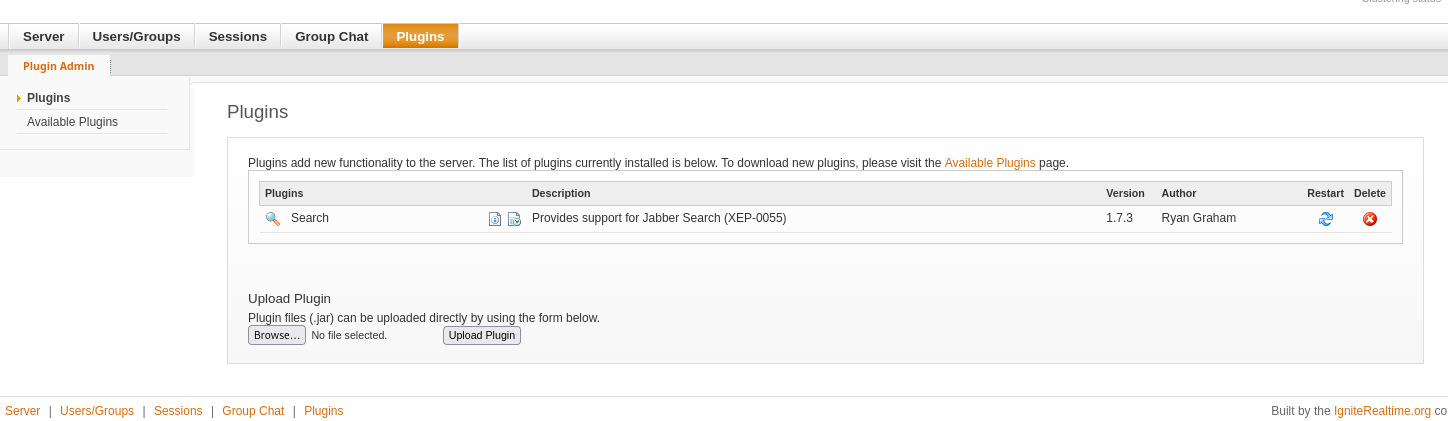 Clustering status
Server Users/Groups Sessions Group Chat Plugins
Plugin Admin
Plugins
Available Plugins
Plugins
Plugins add new functionality to the server. The list of plugins currently installed is below. To download new plugins, please visit the Available Plugins page.
Plugins Description Version Author Restart Delete
Search Provides support for Jabber Search (XEP-0055) 1.7.3 Ryan Graham
Upload Plugin
Plugin files (.jar) can be uploaded directly by using the form below.
Browse... No file selected. Upload Plugin
Server | Users/Groups | Sessions | Group Chat | Plugins Built by the IgniteRealtime.org co